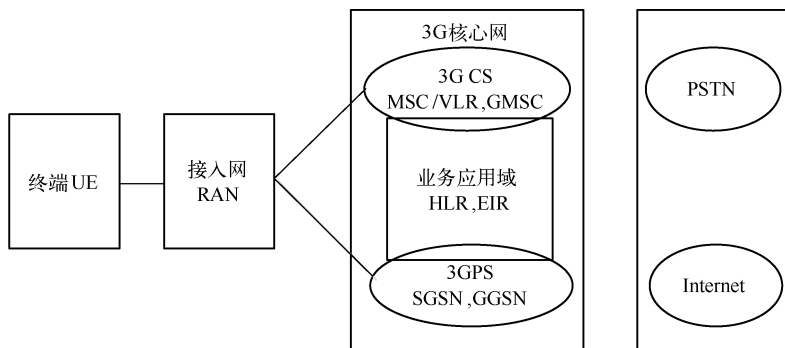 终端UE
接入网
RAN
3G核心网
3G CS
MSC/VLR,GMSC
业务应用域
HLR,EIR
3GPS
SGSN,GGSN
PSTN
Internet